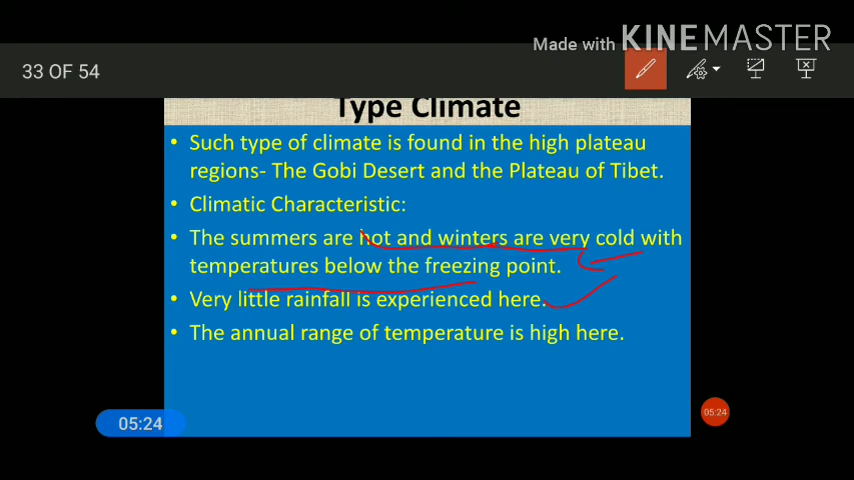 Made with KINEMASTER
33 OF 54
Type Climate
• Such type of climate is found in the high plateau
regions- The Gobi Desert and the Plateau of Tibet.
• Climatic Characteristic:
• The summers are hot and winters are very cold with
temperatures below the freezing point.
• Very little rainfall is experienced here.
• The annual range of temperature is high here.
05:24
05:24